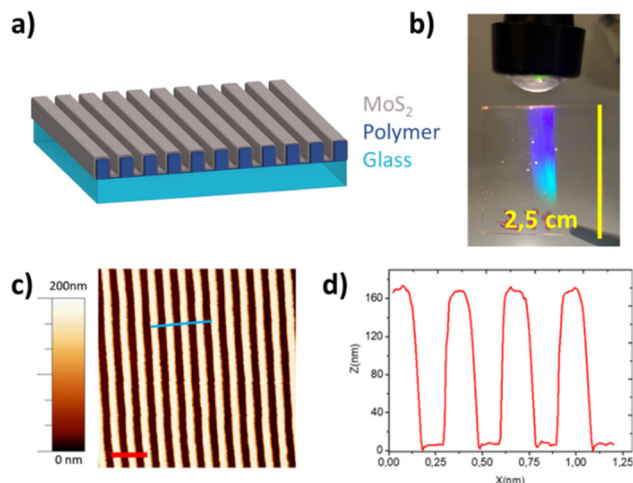 a)
MoS₂
Polymer
Glass
b)
2,5 cm
c)
200nm
0 nm
d)
Z(nm)
160
120
80
40
0
0,00 0,25 0,50 0,75 1,00 1,25
X(nm)